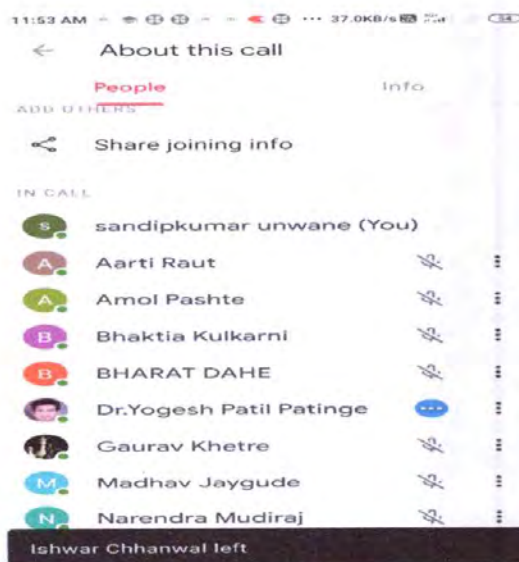 11:53 AM ... 37.0KB/s 54
About this call
People Info
ADD OTHERS
Share joining info
IN CALL
s sandipkumar unwane (You)
A Aarti Raut
A Amol Pashte
B Bhaktia Kulkarni
B BHARAT DAHE
Dr.Yogesh Patil Patinge
Gaurav Khetre
M Madhav Jaygude
N Narendra Mudiraj
Ishwar Chhanwal left